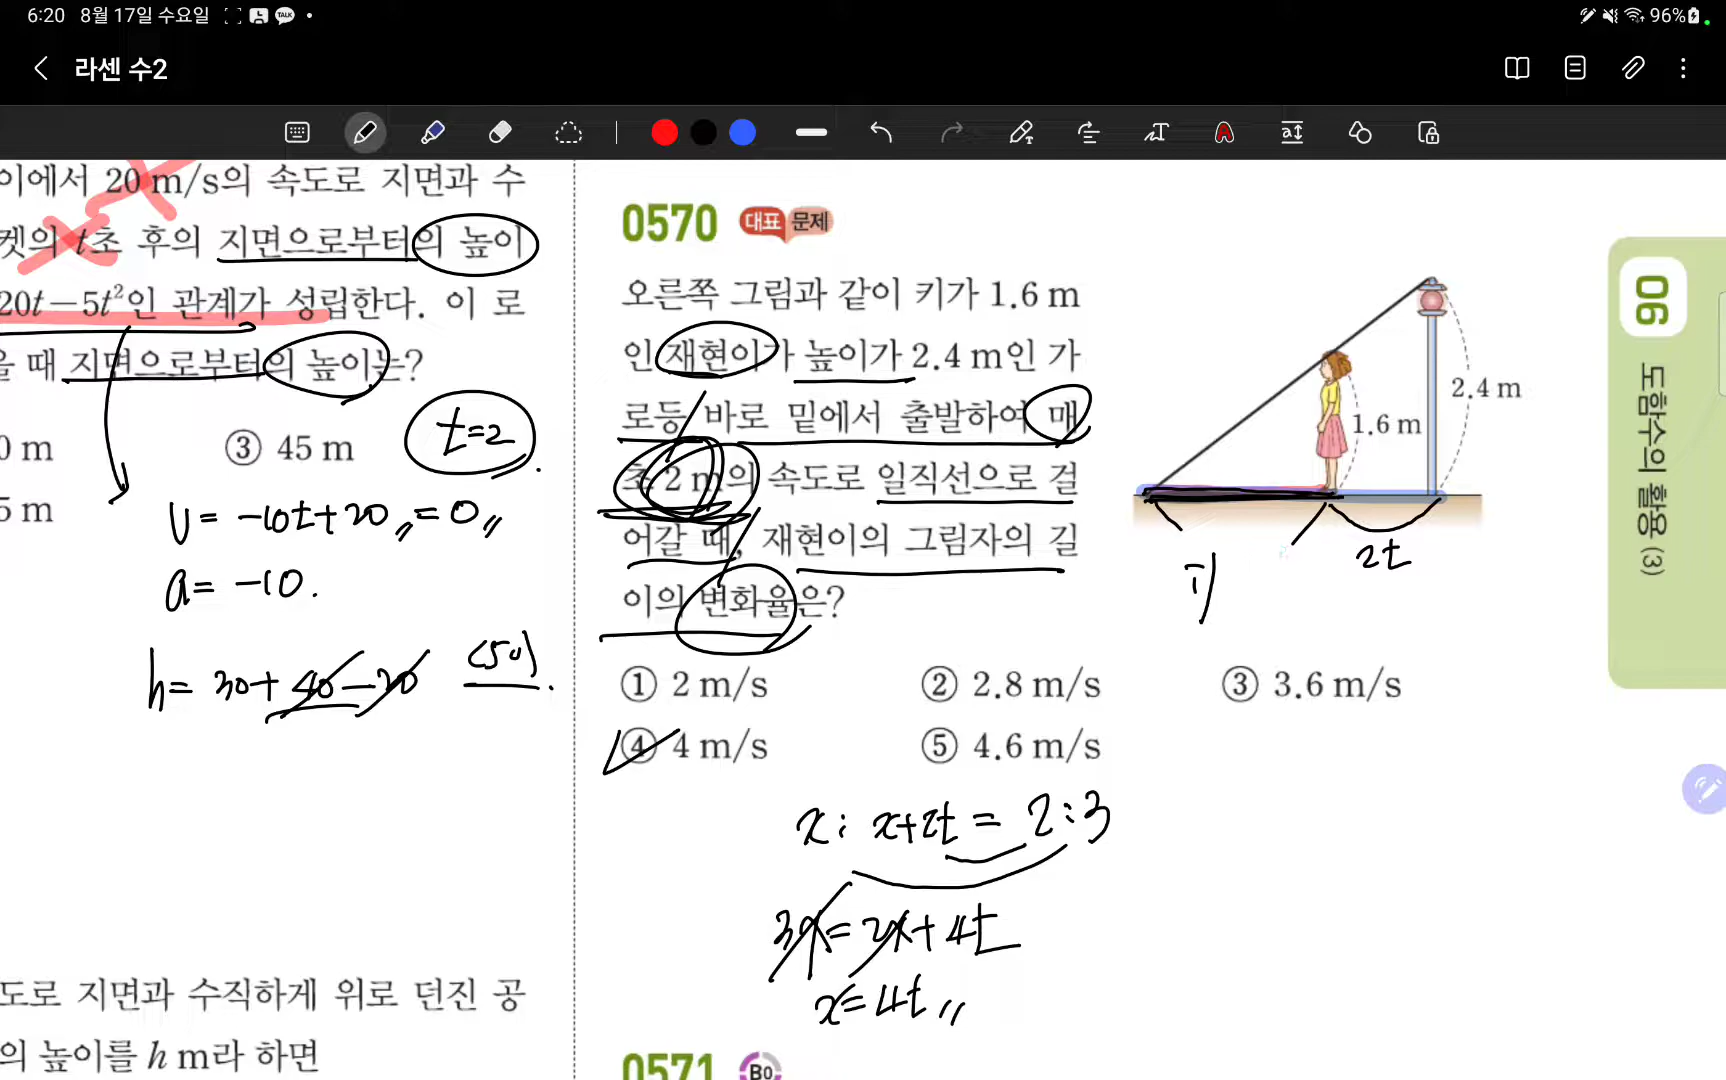 6:20 8월 17일 수요일
TALK
96%
라센 수2
이에서 20 m/s의 속도로 지면과 수
켓의 t초 후의 지면으로부터의 높이
20t-5t²인 관계가 성립한다. 이 로
을 때 지면으로부터의 높이는?
0 m ③ 45 m
5 m
t=2
v = -10t+20 = 0
a = -10.
h = 30+40-20 (50)
도로 지면과 수직하게 위로 던진 공
의 높이를 h m라 하면
0570 대표 문제
오른쪽 그림과 같이 키가 1.6 m
인 재현이가 높이가 2.4 m인 가
로등 바로 밑에서 출발하여 매
초 2 m의 속도로 일직선으로 걸
어갈 때, 재현이의 그림자의 길
이의 변화율은?
2.4 m
1.6 m
2t
① 2 m/s ② 2.8 m/s ③ 3.6 m/s
④ 4 m/s ⑤ 4.6 m/s
x : x+2t = 2:3
3x = 2x+4t
x = 4t
0571
06 도함수의 활용 (3)